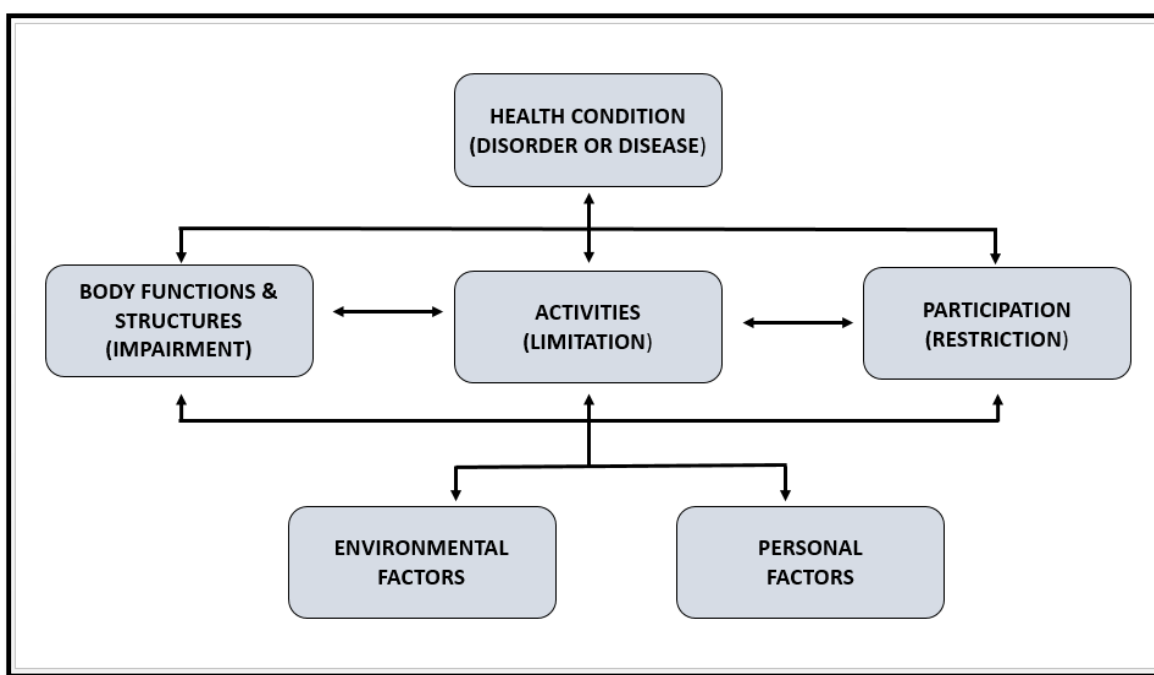 HEALTH CONDITION
(DISORDER OR DISEASE)
BODY FUNCTIONS &
STRUCTURES
(IMPAIRMENT)
ACTIVITIES
(LIMITATION)
PARTICIPATION
(RESTRICTION)
ENVIRONMENTAL
FACTORS
PERSONAL
FACTORS